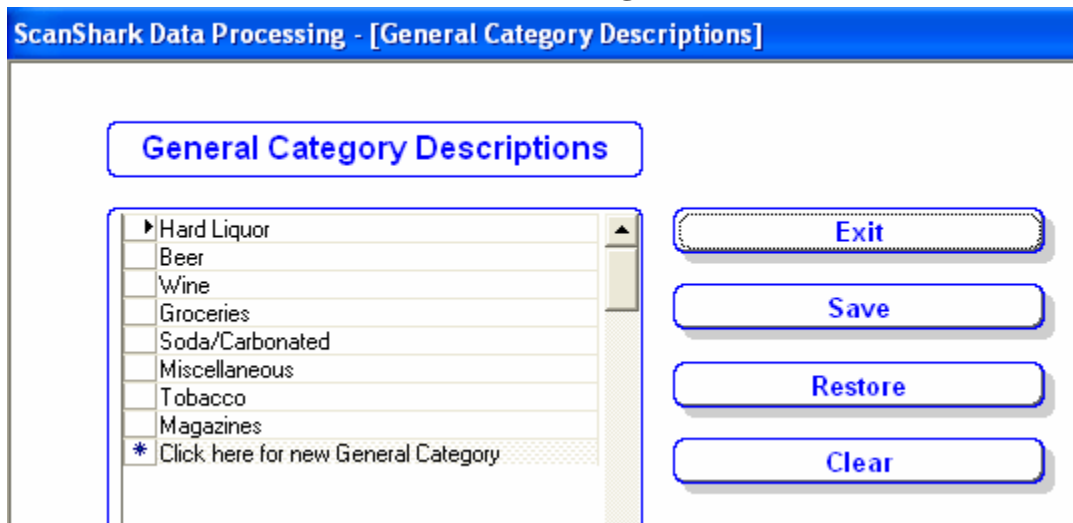 ScanShark Data Processing - [General Category Descriptions]
General Category Descriptions
Hard Liquor
Beer
Wine
Groceries
Soda/Carbonated
Miscellaneous
Tobacco
Magazines
* Click here for new General Category
Exit
Save
Restore
Clear